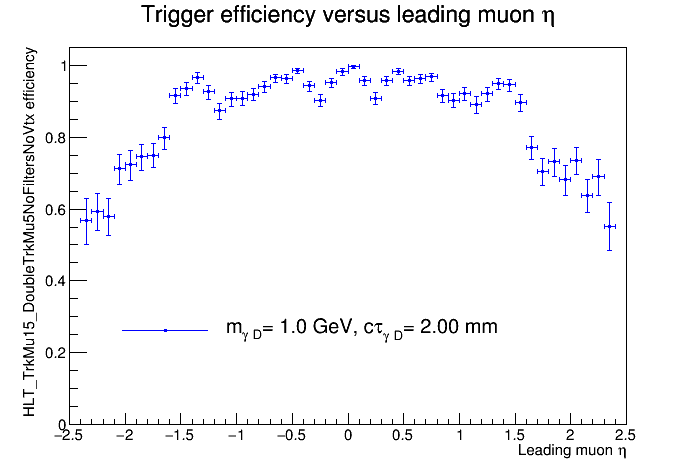 Trigger efficiency versus leading muon η
HLT_TrkMu15_DoubleTrkMu5NoFiltersNoVtx efficiency
1
0.8
0.6
0.4
0.2
0
m_γ D = 1.0 GeV, cτ_γ D = 2.00 mm
−2.5 −2 −1.5 −1 −0.5 0 0.5 1 1.5 2 2.5
Leading muon η